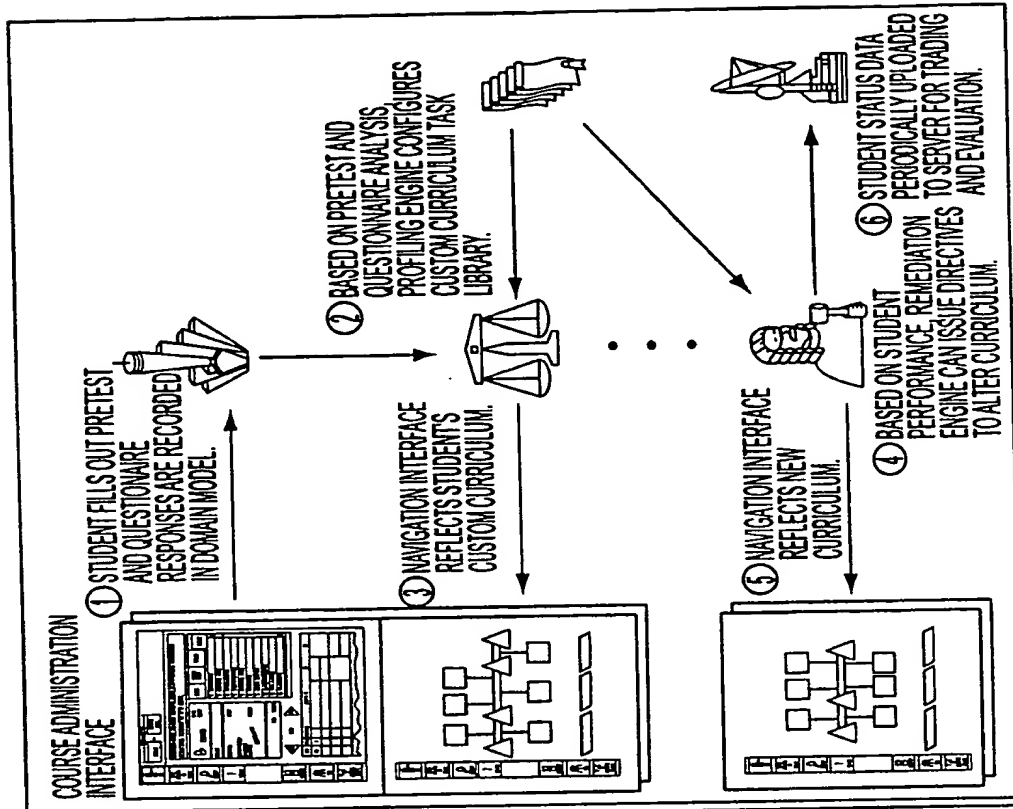 COURSE ADMINISTRATION
INTERFACE
1 STUDENT FILLS OUT PRETEST
AND QUESTIONAIRE
RESPONSES ARE RECORDED
IN DOMAIN MODEL.
2 BASED ON PRETEST AND
QUESTIONNAIRE ANALYSIS,
PROFILING ENGINE CONFIGURES
CUSTOM CURRICULUM TASK
LIBRARY.
3 NAVIGATION INTERFACE
REFLECTS STUDENT'S
CUSTOM CURRICULUM.
5 NAVIGATION INTERFACE
REFLECTS NEW
CURRICULUM.
4 BASED ON STUDENT
PERFORMANCE, REMEDIATION
ENGINE CAN ISSUE DIRECTIVES
TO ALTER CURRICULUM.
6 STUDENT STATUS DATA
PERIODICALLY UPLOADED
TO SERVER FOR TRADING
AND EVALUATION.